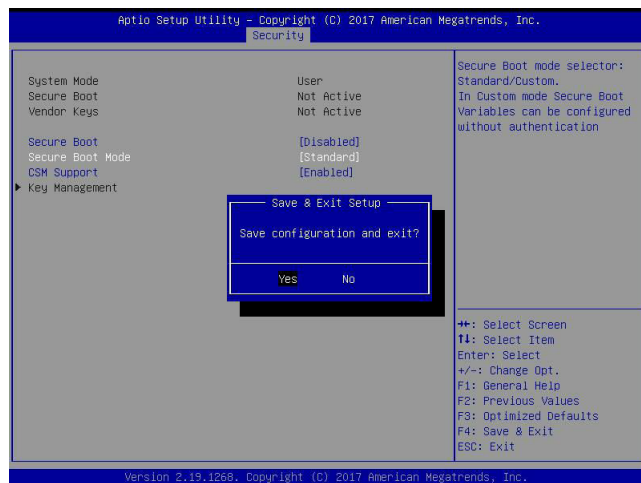 Aptio Setup Utility – Copyright (C) 2017 American Megatrends, Inc.
Security
System Mode User
Secure Boot Not Active
Vendor Keys Not Active
Secure Boot [Disabled]
Secure Boot Mode [Standard]
CSM Support [Enabled]
Key Management
Save & Exit Setup
Save configuration and exit?
Yes No
Secure Boot mode selector:
Standard/Custom.
In Custom mode Secure Boot
Variables can be configured
without authentication
→←: Select Screen
↑↓: Select Item
Enter: Select
+/-: Change Opt.
F1: General Help
F2: Previous Values
F3: Optimized Defaults
F4: Save & Exit
ESC: Exit
Version 2.19.1268. Copyright (C) 2017 American Megatrends, Inc.